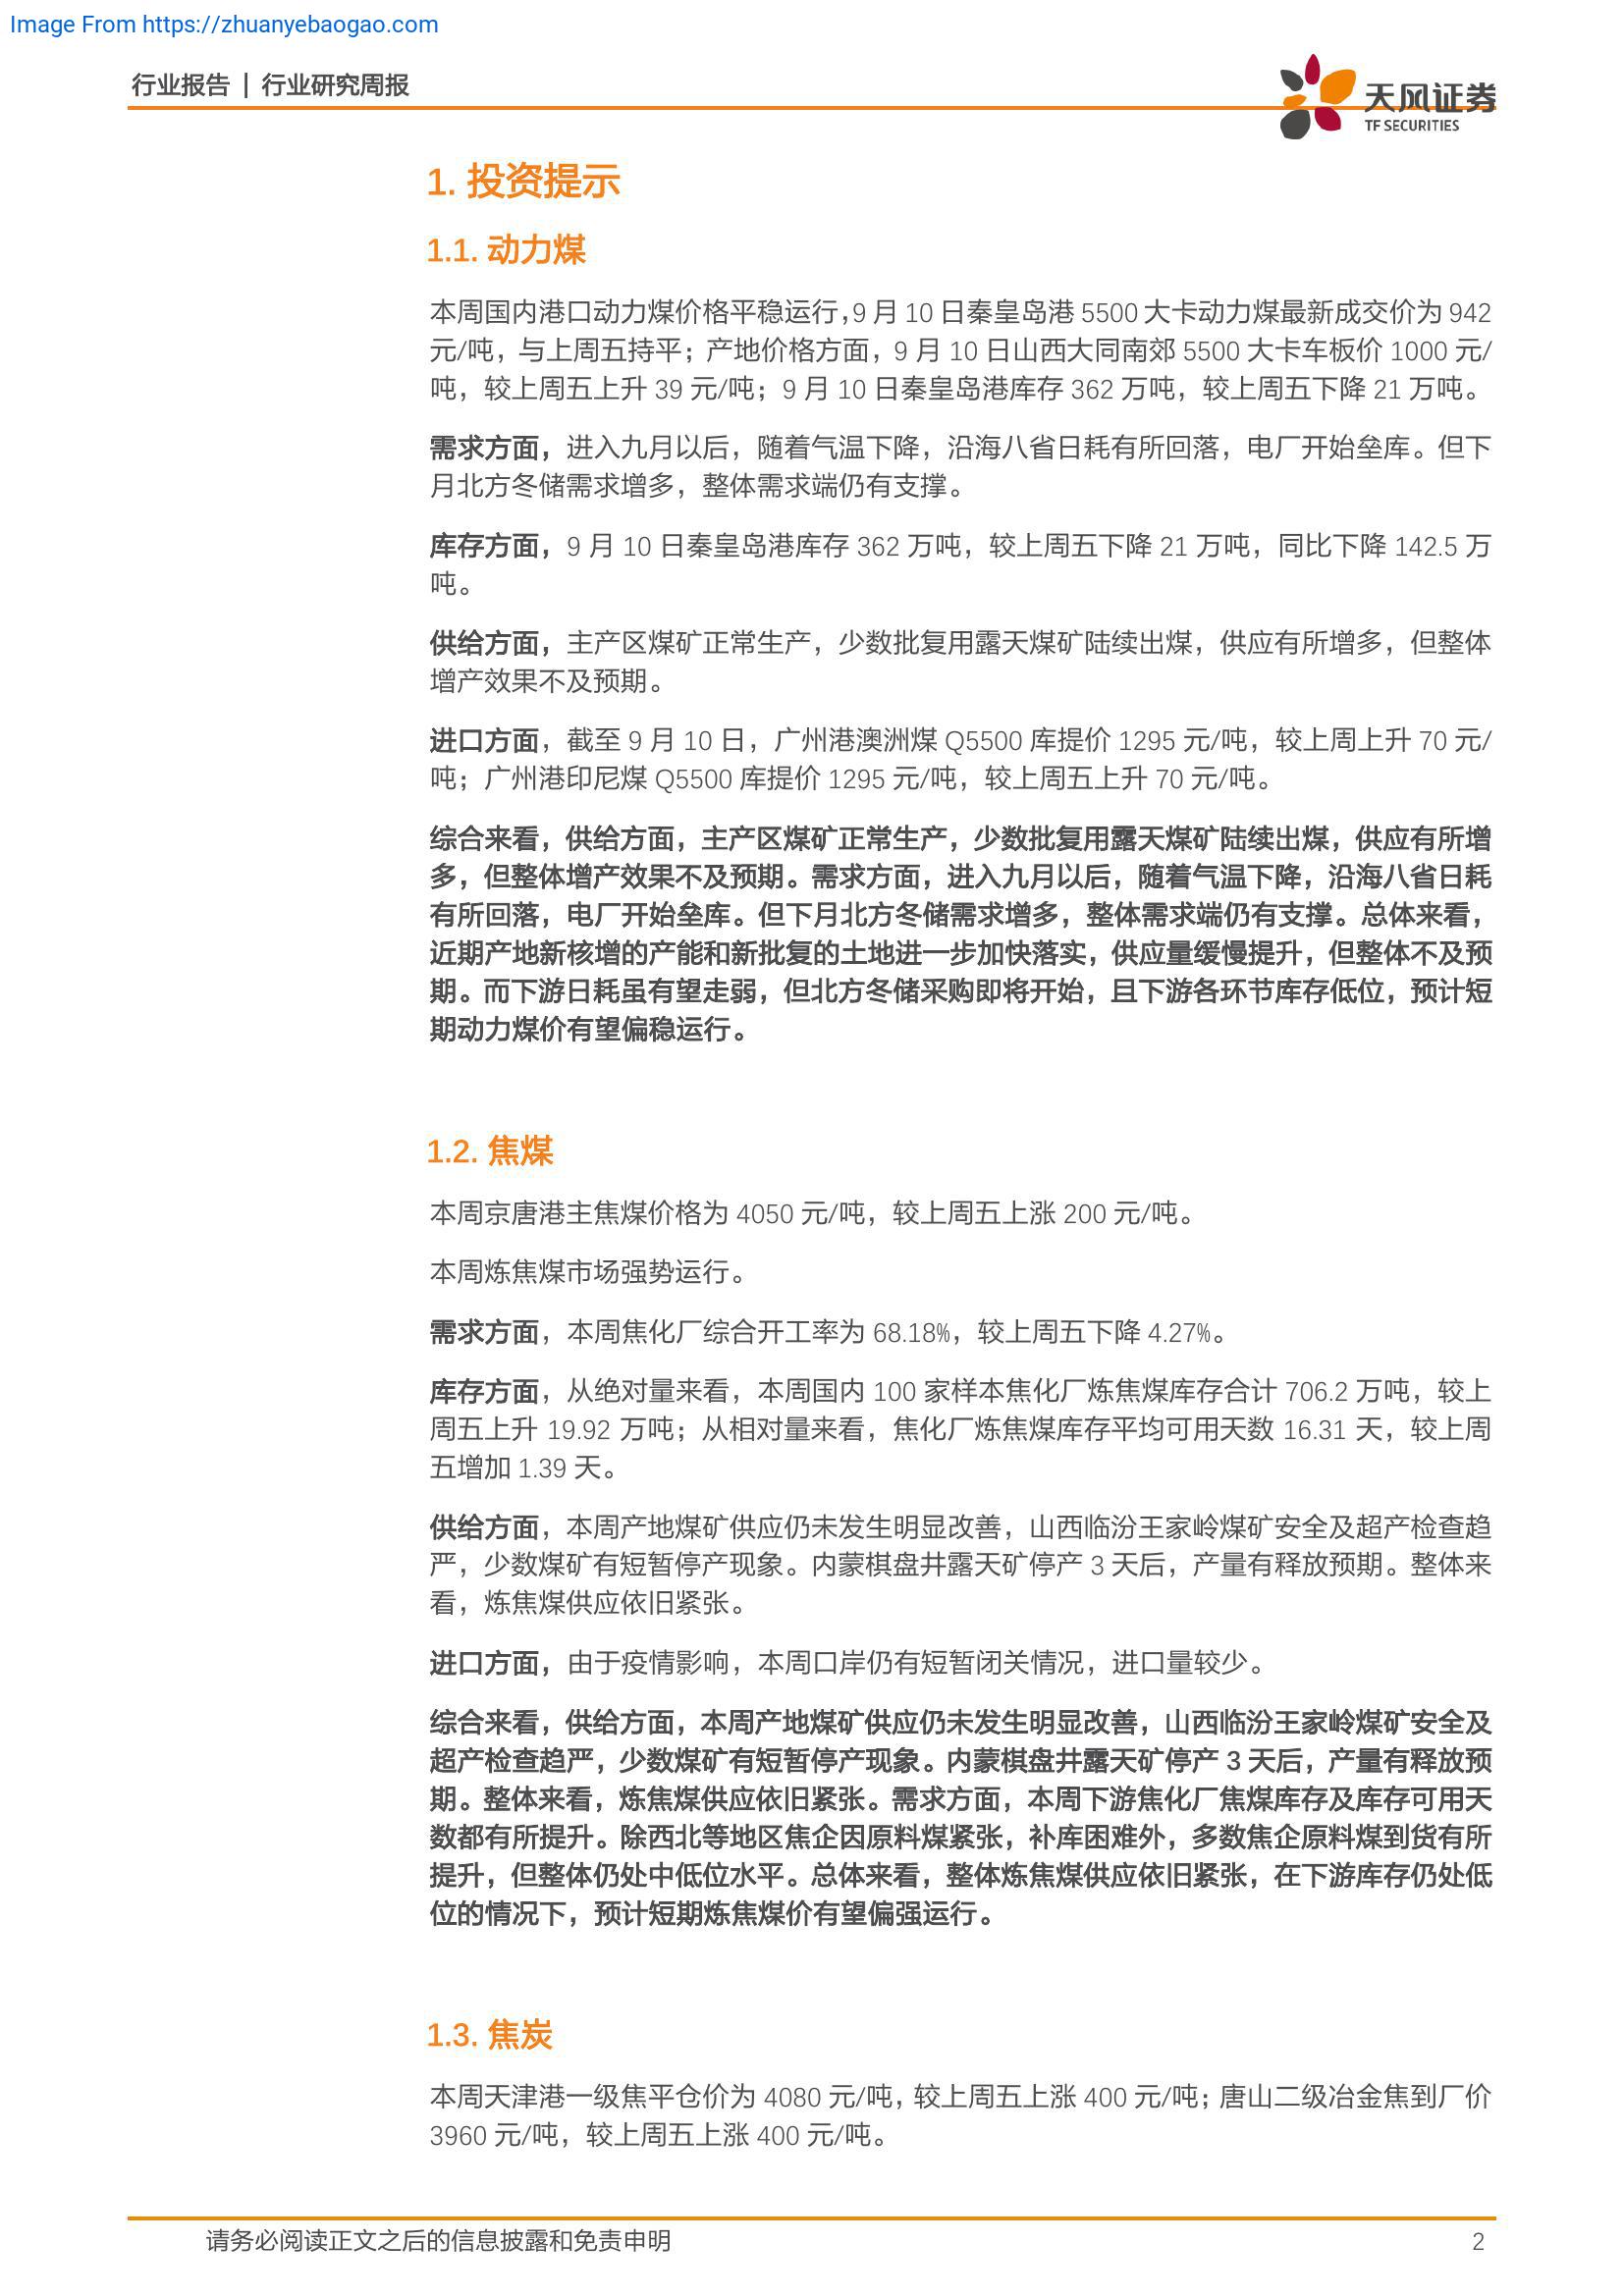 Image From https://zhuanyebaogao.com
行业报告 | 行业研究周报
天风证券
TF SECURITIES
1. 投资提示
1.1. 动力煤
本周国内港口动力煤价格平稳运行，9 月 10 日秦皇岛港 5500 大卡动力煤最新成交价为 942
元/吨，与上周五持平；产地价格方面，9 月 10 日山西大同南郊 5500 大卡车板价 1000 元/
吨，较上周五上升 39 元/吨；9 月 10 日秦皇岛港库存 362 万吨，较上周五下降 21 万吨。
需求方面，进入九月以后，随着气温下降，沿海八省日耗有所回落，电厂开始垒库。但下
月北方冬储需求增多，整体需求端仍有支撑。
库存方面，9 月 10 日秦皇岛港库存 362 万吨，较上周五下降 21 万吨，同比下降 142.5 万
吨。
供给方面，主产区煤矿正常生产，少数批复用露天煤矿陆续出煤，供应有所增多，但整体
增产效果不及预期。
进口方面，截至 9 月 10 日，广州港澳洲煤 Q5500 库提价 1295 元/吨，较上周上升 70 元/
吨；广州港印尼煤 Q5500 库提价 1295 元/吨，较上周五上升 70 元/吨。
综合来看，供给方面，主产区煤矿正常生产，少数批复用露天煤矿陆续出煤，供应有所增
多，但整体增产效果不及预期。需求方面，进入九月以后，随着气温下降，沿海八省日耗
有所回落，电厂开始垒库。但下月北方冬储需求增多，整体需求端仍有支撑。总体来看，
近期产地新核增的产能和新批复的土地进一步加快落实，供应量缓慢提升，但整体不及预
期。而下游日耗虽有望走弱，但北方冬储采购即将开始，且下游各环节库存低位，预计短
期动力煤价有望偏稳运行。
1.2. 焦煤
本周京唐港主焦煤价格为 4050 元/吨，较上周五上涨 200 元/吨。
本周炼焦煤市场强势运行。
需求方面，本周焦化厂综合开工率为 68.18%，较上周五下降 4.27%。
库存方面，从绝对量来看，本周国内 100 家样本焦化厂炼焦煤库存合计 706.2 万吨，较上
周五上升 19.92 万吨；从相对量来看，焦化厂炼焦煤库存平均可用天数 16.31 天，较上周
五增加 1.39 天。
供给方面，本周产地煤矿供应仍未发生明显改善，山西临汾王家岭煤矿安全及超产检查趋
严，少数煤矿有短暂停产现象。内蒙棋盘井露天矿停产 3 天后，产量有释放预期。整体来
看，炼焦煤供应依旧紧张。
进口方面，由于疫情影响，本周口岸仍有短暂闭关情况，进口量较少。
综合来看，供给方面，本周产地煤矿供应仍未发生明显改善，山西临汾王家岭煤矿安全及
超产检查趋严，少数煤矿有短暂停产现象。内蒙棋盘井露天矿停产 3 天后，产量有释放预
期。整体来看，炼焦煤供应依旧紧张。需求方面，本周下游焦化厂焦煤库存及库存可用天
数都有所提升。除西北等地区焦企因原料煤紧张，补库困难外，多数焦企原料煤到货有所
提升，但整体仍处中低位水平。总体来看，整体炼焦煤供应依旧紧张，在下游库存仍处低
位的情况下，预计短期炼焦煤价有望偏强运行。
1.3. 焦炭
本周天津港一级焦平仓价为 4080 元/吨，较上周五上涨 400 元/吨；唐山二级冶金焦到厂价
3960 元/吨，较上周五上涨 400 元/吨。
请务必阅读正文之后的信息披露和免责申明
2